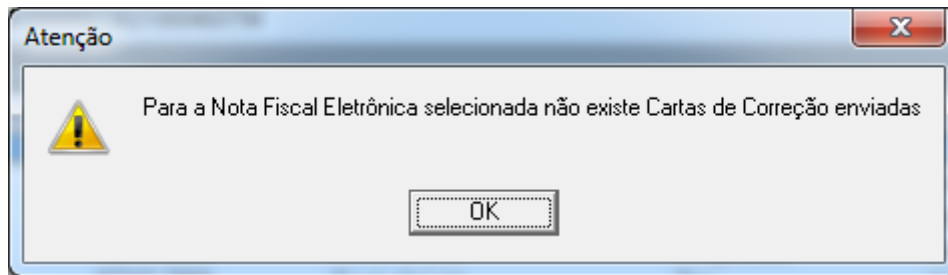 Atenção
Para a Nota Fiscal Eletrônica selecionada não existe Cartas de Correção enviadas
OK